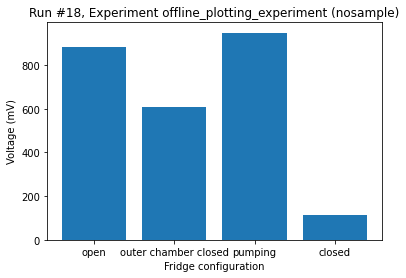 Run #18, Experiment offline_plotting_experiment (nosample)
Voltage (mV)
800
600
400
200
0
open outer chamber closed pumping closed
Fridge configuration